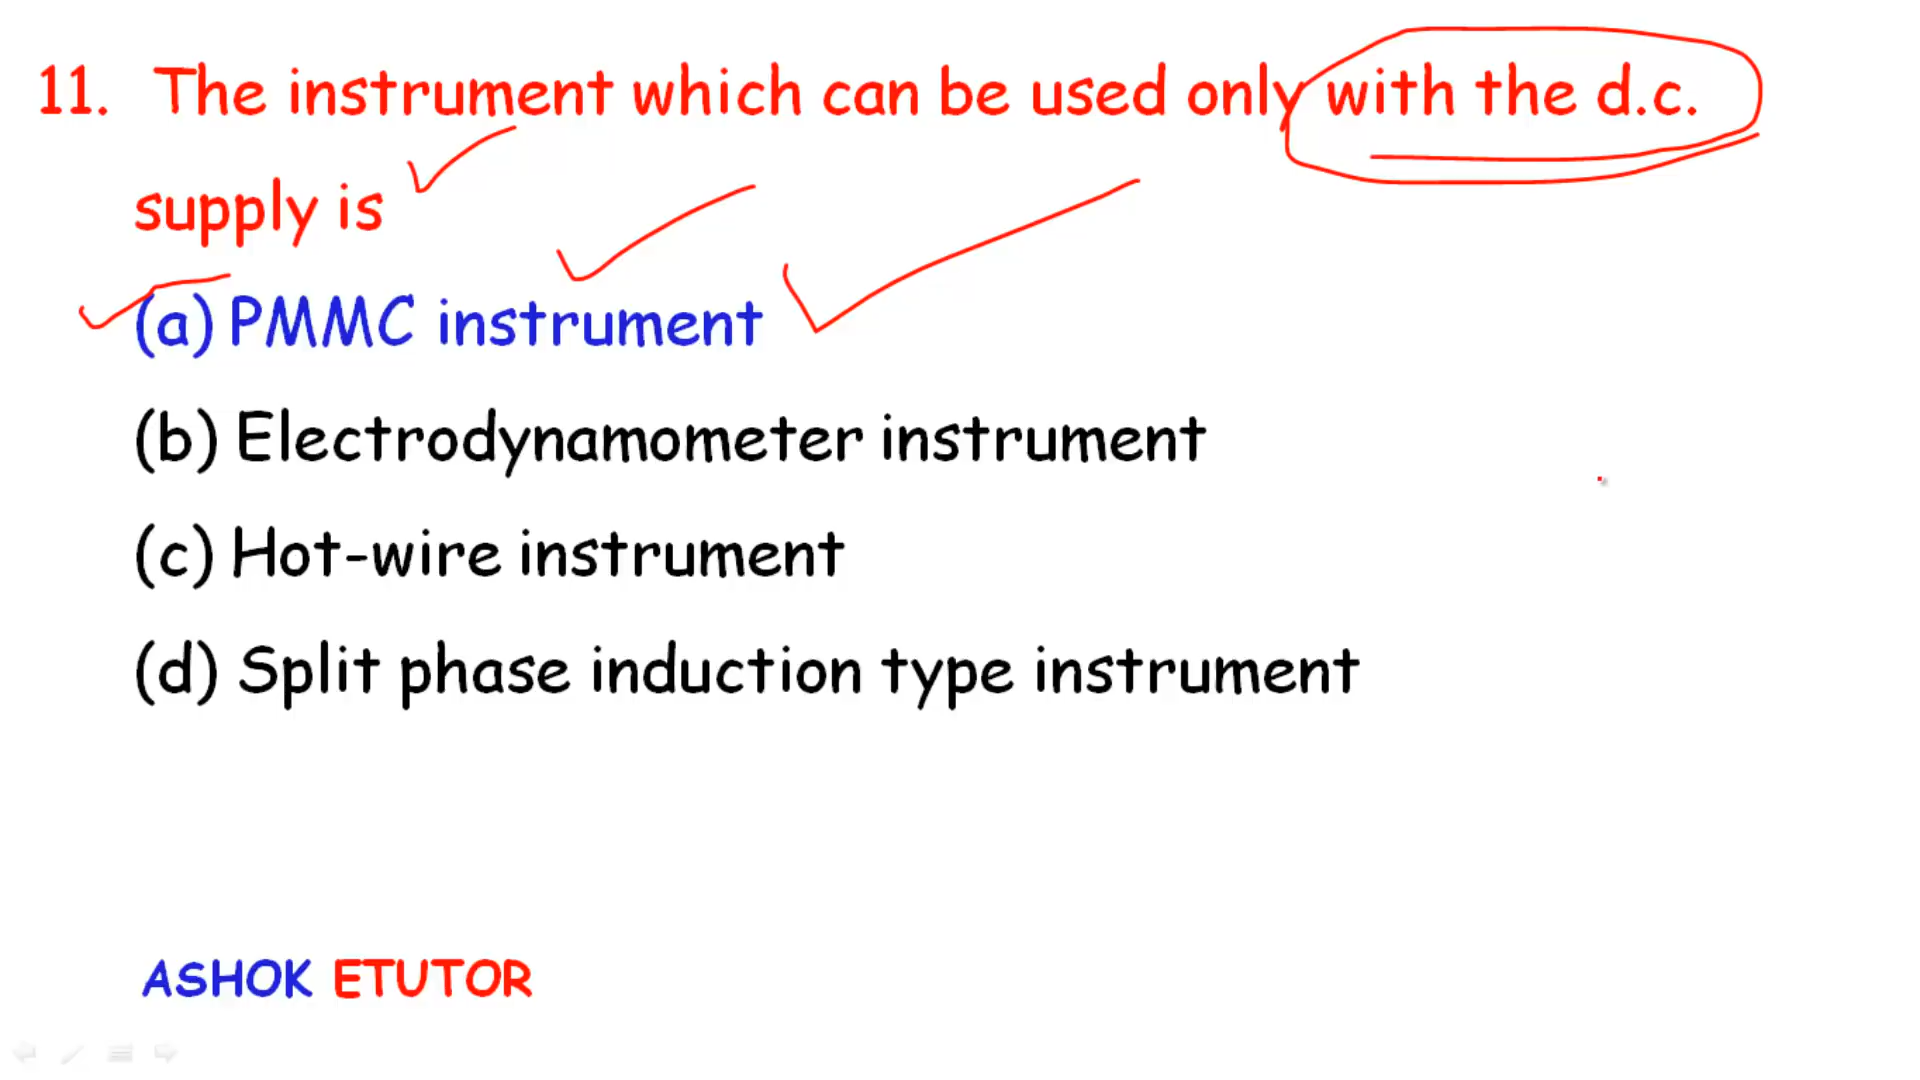 11. The instrument which can be used only with the d.c.
supply is
(a) PMMC instrument
(b) Electrodynamometer instrument
(c) Hot-wire instrument
(d) Split phase induction type instrument
ASHOK ETUTOR